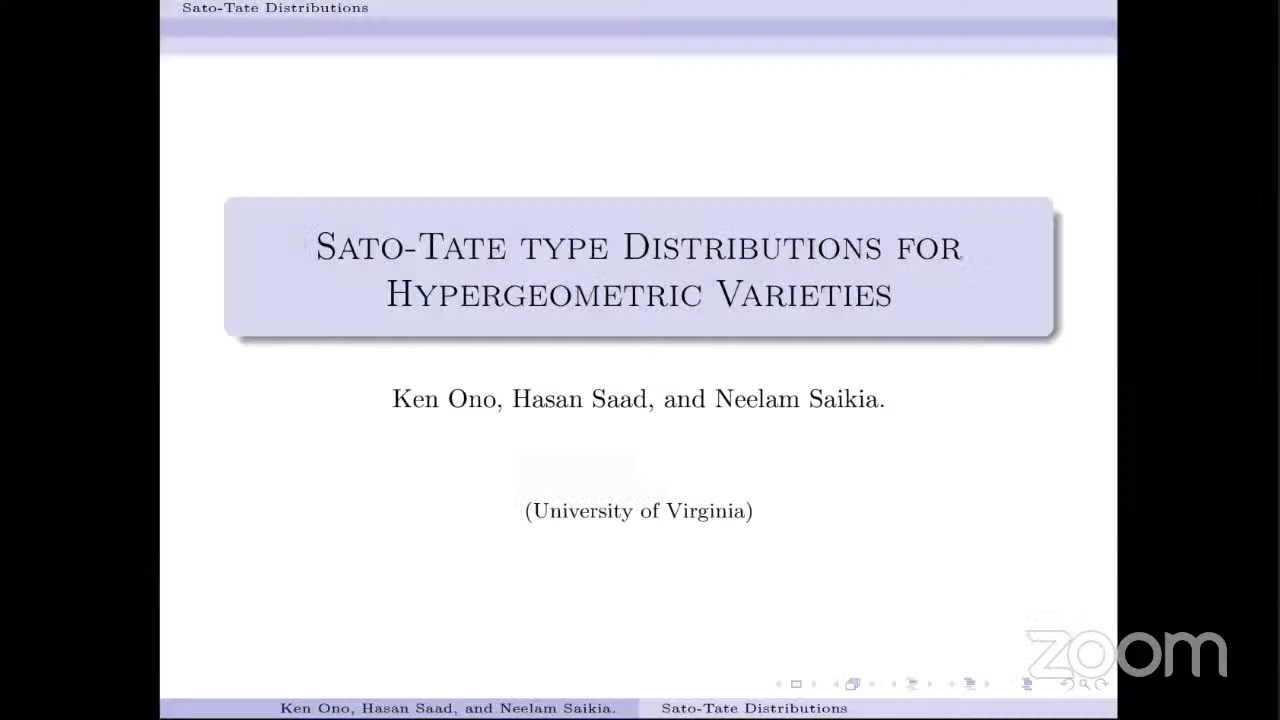 Sato-Tate Distributions
Sato-Tate type Distributions for
Hypergeometric Varieties
Ken Ono, Hasan Saad, and Neelam Saikia.
(University of Virginia)
zoom
Ken Ono, Hasan Saad, and Neelam Saikia.
Sato-Tate Distributions